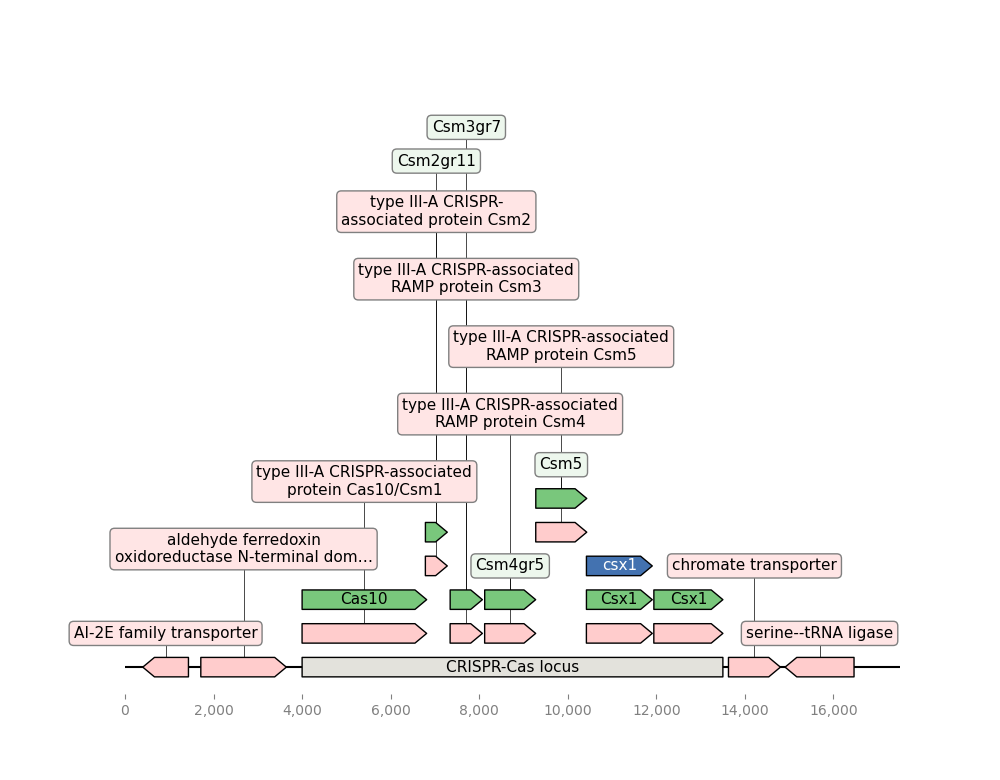 Csm3gr7
Csm2gr11
type III-A CRISPR-
associated protein Csm2
type III-A CRISPR-associated
RAMP protein Csm3
type III-A CRISPR-associated
RAMP protein Csm5
type III-A CRISPR-associated
RAMP protein Csm4
Csm5
type III-A CRISPR-associated
protein Cas10/Csm1
aldehyde ferredoxin
oxidoreductase N-terminal dom...
Csm4gr5
csx1
chromate transporter
Cas10
Csx1
Csx1
AI-2E family transporter
serine--tRNA ligase
CRISPR-Cas locus
0
2,000
4,000
6,000
8,000
10,000
12,000
14,000
16,000